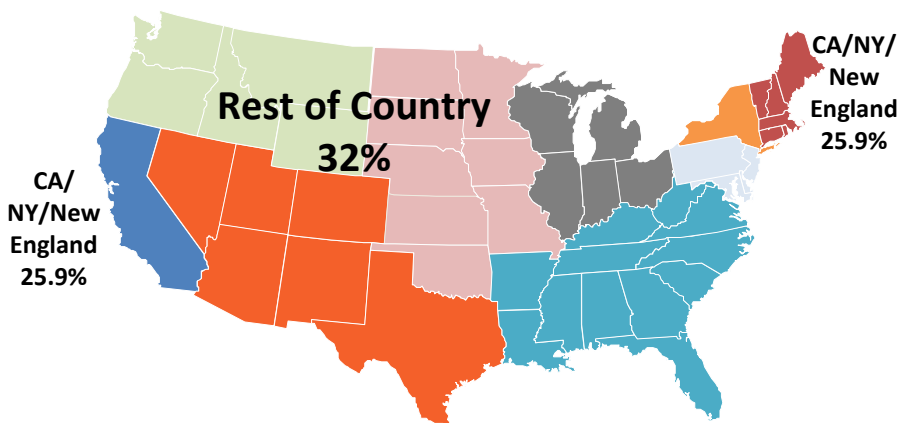 Rest of Country
32%
CA/
NY/New
England
25.9%
CA/NY/
New
England
25.9%